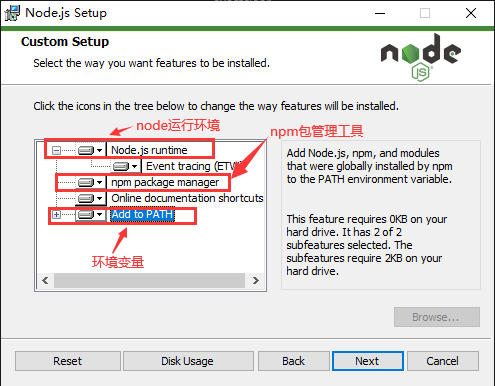 Node.js Setup
Custom Setup
Select the way you want features to be installed.
node
JS
Click the icons in the tree below to change the way features will be installed.
node运行环境
npm包管理工具
Node.js runtime
Event tracing (ETW)
npm package manager
Online documentation shortcuts
Add to PATH
环境变量
Add Node.js, npm, and modules
that were globally installed by npm
to the PATH environment variable.
This feature requires 0KB on your
hard drive. It has 2 of 2
subfeatures selected. The
subfeatures require 2KB on your
hard drive.
Browse...
Reset
Disk Usage
Back
Next
Cancel